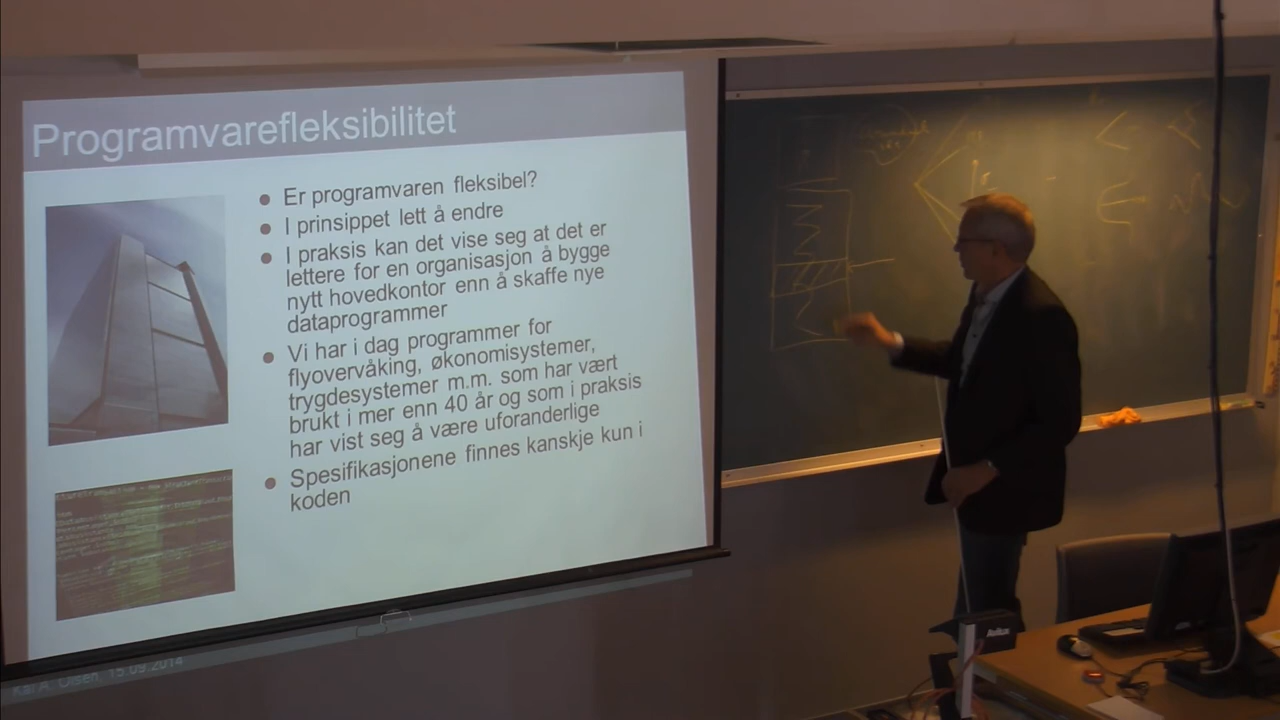 Programvarefleksibilitet
Er programvaren fleksibel?
I prinsippet lett å endre
I praksis kan det vise seg at det er
lettere for en organisasjon å bygge
nytt hovedkontor enn å skaffe nye
dataprogrammer
Vi har i dag programmer for
flyovervåking, økonomisystemer,
trygdesystemer m.m. som har vært
brukt i mer enn 40 år og som i praksis
har vist seg å være uforanderlige
Spesifikasjonene finnes kanskje kun i
koden
Kai A. Olsen, 15.09.2014